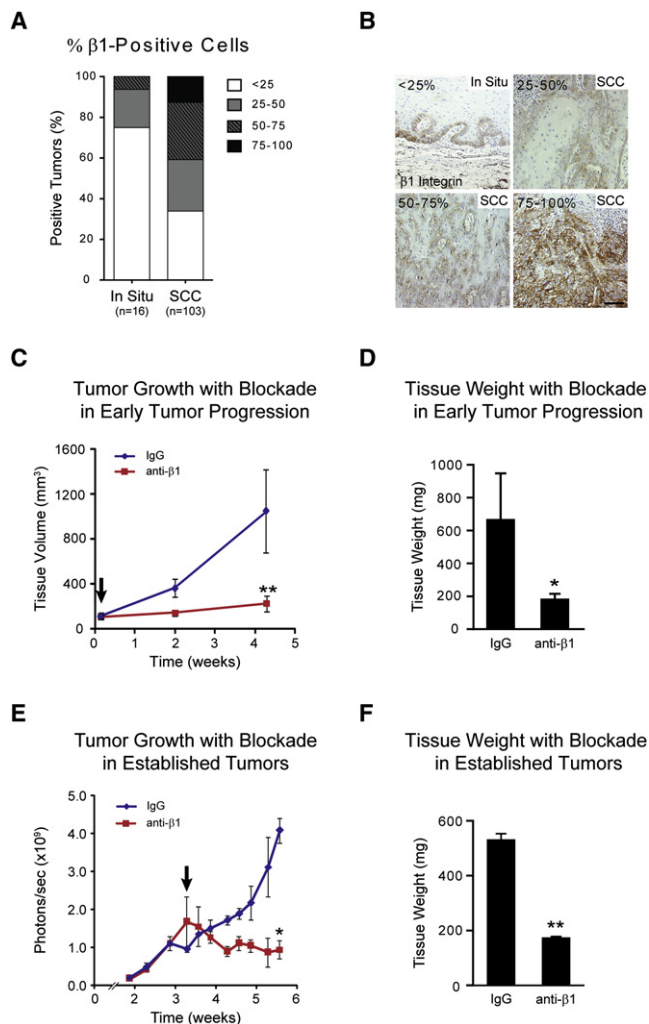 A
% β1-Positive Cells
Positive Tumors (%)
100
80
60
40
20
0
<25
25-50
50-75
75-100
In Situ
(n=16)
SCC
(n=103)
B
<25%
In Situ
β1 Integrin
25-50%
SCC
50-75%
SCC
75-100%
SCC
C
Tumor Growth with Blockade
in Early Tumor Progression
Tissue Volume (mm³)
1600
1200
800
400
0
IgG
anti-β1
**
0 1 2 3 4 5
Time (weeks)
D
Tissue Weight with Blockade
in Early Tumor Progression
Tissue Weight (mg)
1000
800
600
400
200
0
*
IgG anti-β1
E
Tumor Growth with Blockade
in Established Tumors
Photons/sec (x10⁹)
5.0
4.0
3.0
2.0
1.0
0
IgG
anti-β1
*
0 2 3 4 5 6
Time (weeks)
F
Tissue Weight with Blockade
in Established Tumors
Tissue Weight (mg)
600
400
200
0
**
IgG anti-β1